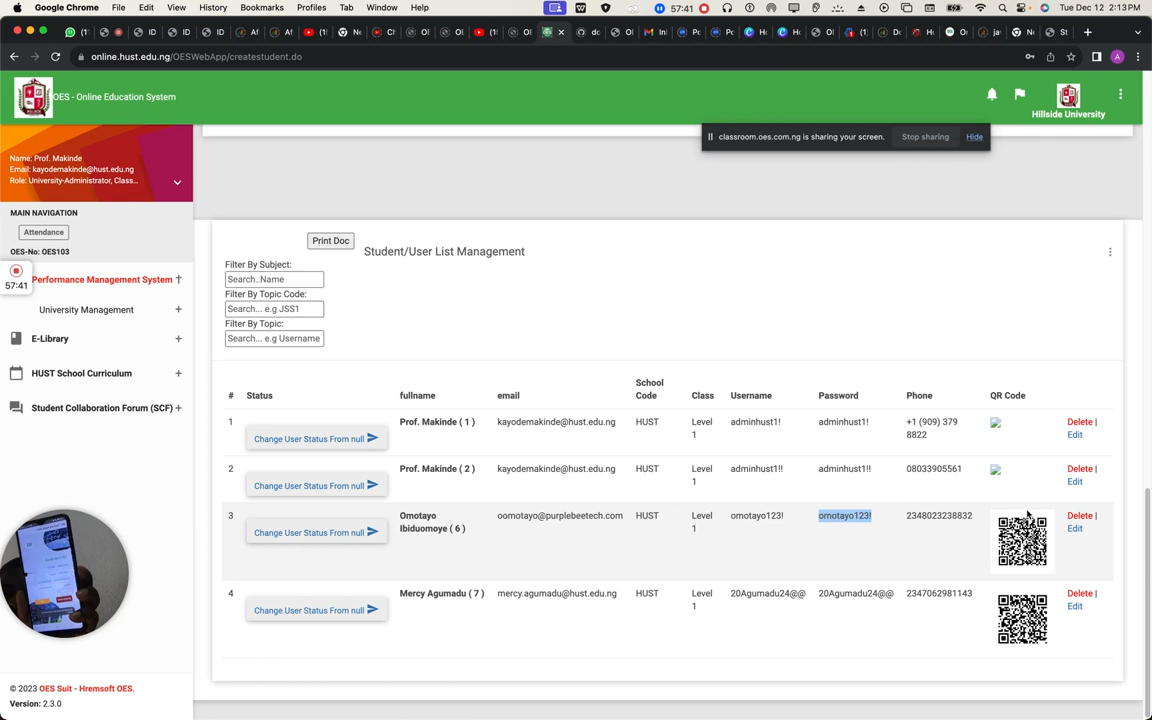 Google Chrome File Edit View History Bookmarks Profiles Tab Window Help Tue Dec 12 2:13 PM
online.hust.edu.ng/OESWebApp/createstudent.do
OES - Online Education System
Hillside University
classroom.oes.com.ng is sharing your screen. Stop sharing Hide
Name: Prof. Makinde
Email: kayodemakinde@hust.edu.ng
Role: University-Administrator, Class...
MAIN NAVIGATION
Attendance
OES-No: OES103
57:41
Performance Management System
University Management
E-Library
HUST School Curriculum
Student Collaboration Forum (SCF)
© 2023 OES Suit - Hremsoft OES.
Version: 2.3.0
Print Doc
Student/User List Management
Filter By Subject:
Search..Name
Filter By Topic Code:
Search... e.g JSS1
Filter By Topic:
Search... e.g Username
# Status fullname email School Code Class Username Password Phone QR Code
1 Change User Status From null Prof. Makinde ( 1 ) kayodemakinde@hust.edu.ng HUST Level 1 adminhust1! adminhust1! +1 (909) 379 8822 Delete | Edit
2 Change User Status From null Prof. Makinde ( 2 ) kayodemakinde@hust.edu.ng HUST Level 1 adminhust1!! adminhust1!! 08033905561 Delete | Edit
3 Change User Status From null Omotayo Ibiduomoye ( 6 ) oomotayo@purplebeetech.com HUST Level 1 omotayo123! omotayo123! 2348023238832 Delete | Edit
4 Change User Status From null Mercy Agumadu ( 7 ) mercy.agumadu@hust.edu.ng HUST Level 1 20Agumadu24@@ 20Agumadu24@@ 2347062981143 Delete | Edit